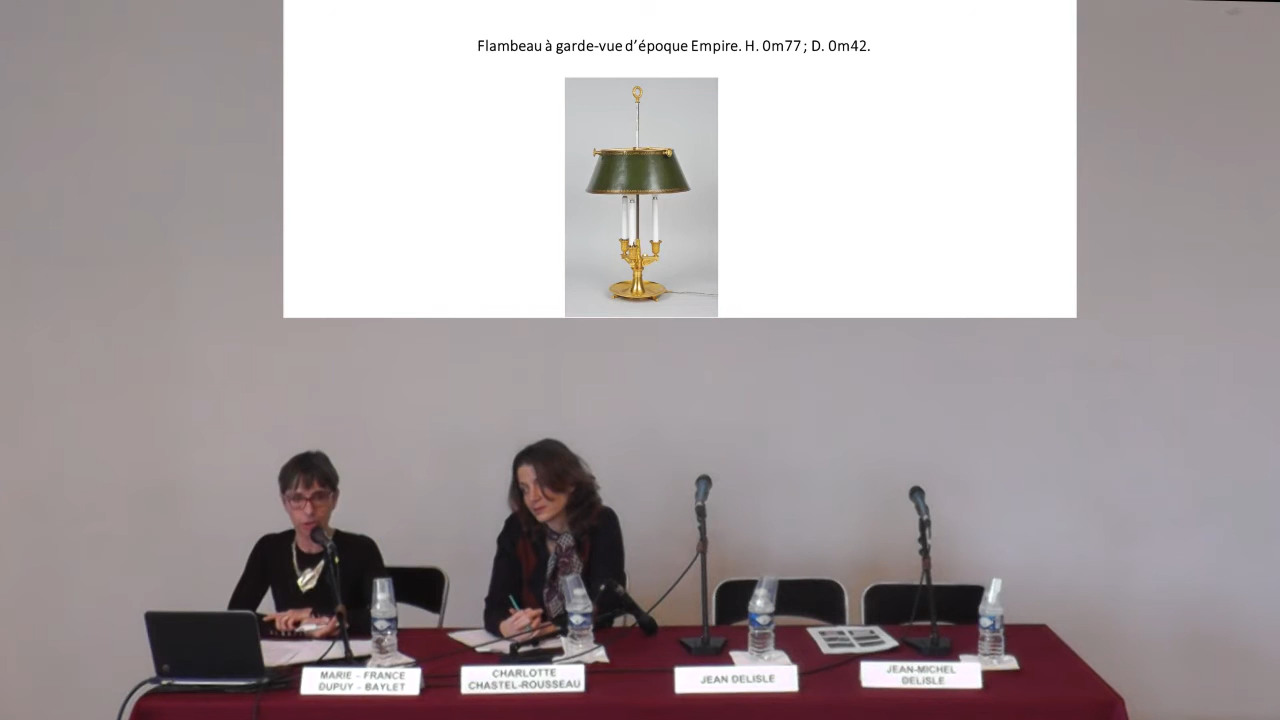 Flambeau à garde-vue d'époque Empire. H. 0m77 ; D. 0m42.
MARIE - FRANCE
DUPUY - BAYLET
CHARLOTTE
CHASTEL-ROUSSEAU
JEAN DELISLE
JEAN-MICHEL
DELISLE